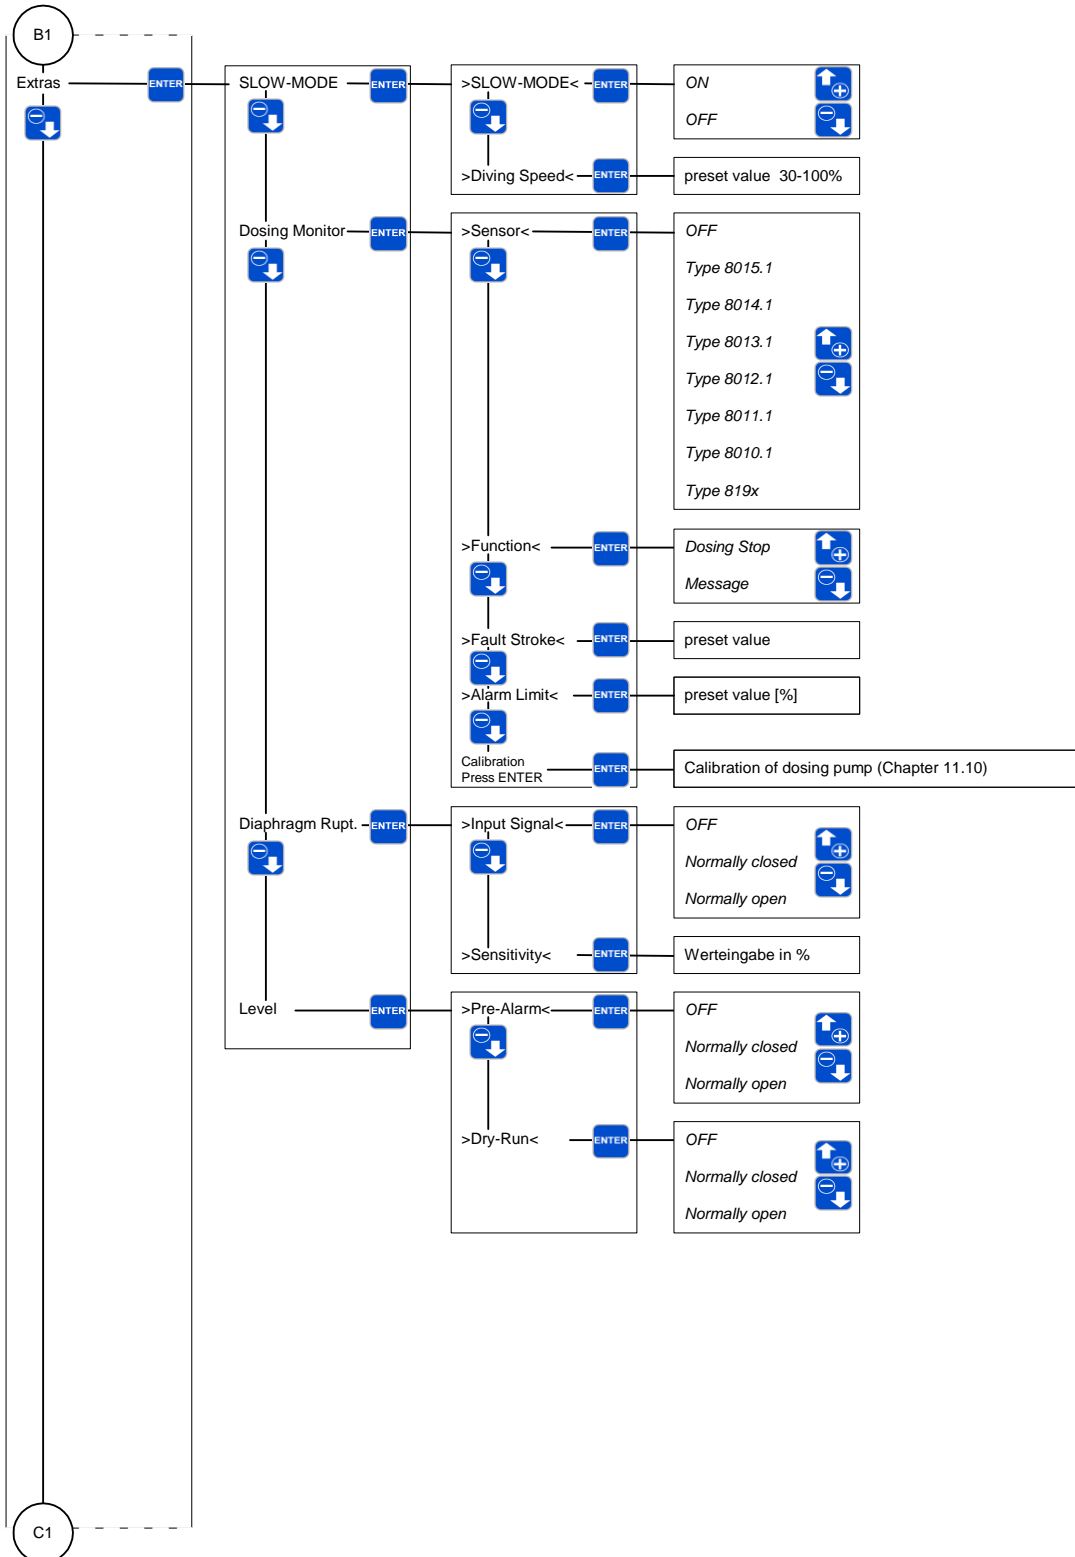 B1
Extras ENTER SLOW-MODE ENTER >SLOW-MODE< ENTER ON
OFF
>Diving Speed< ENTER preset value 30-100%
Dosing Monitor ENTER >Sensor< ENTER OFF
Type 8015.1
Type 8014.1
Type 8013.1
Type 8012.1
Type 8011.1
Type 8010.1
Type 819x
>Function< ENTER Dosing Stop
Message
>Fault Stroke< ENTER preset value
>Alarm Limit< ENTER preset value [%]
Calibration
Press ENTER ENTER Calibration of dosing pump (Chapter 11.10)
Diaphragm Rupt. ENTER >Input Signal< ENTER OFF
Normally closed
Normally open
>Sensitivity< ENTER Werteingabe in %
Level ENTER >Pre-Alarm< ENTER OFF
Normally closed
Normally open
>Dry-Run< ENTER OFF
Normally closed
Normally open
C1